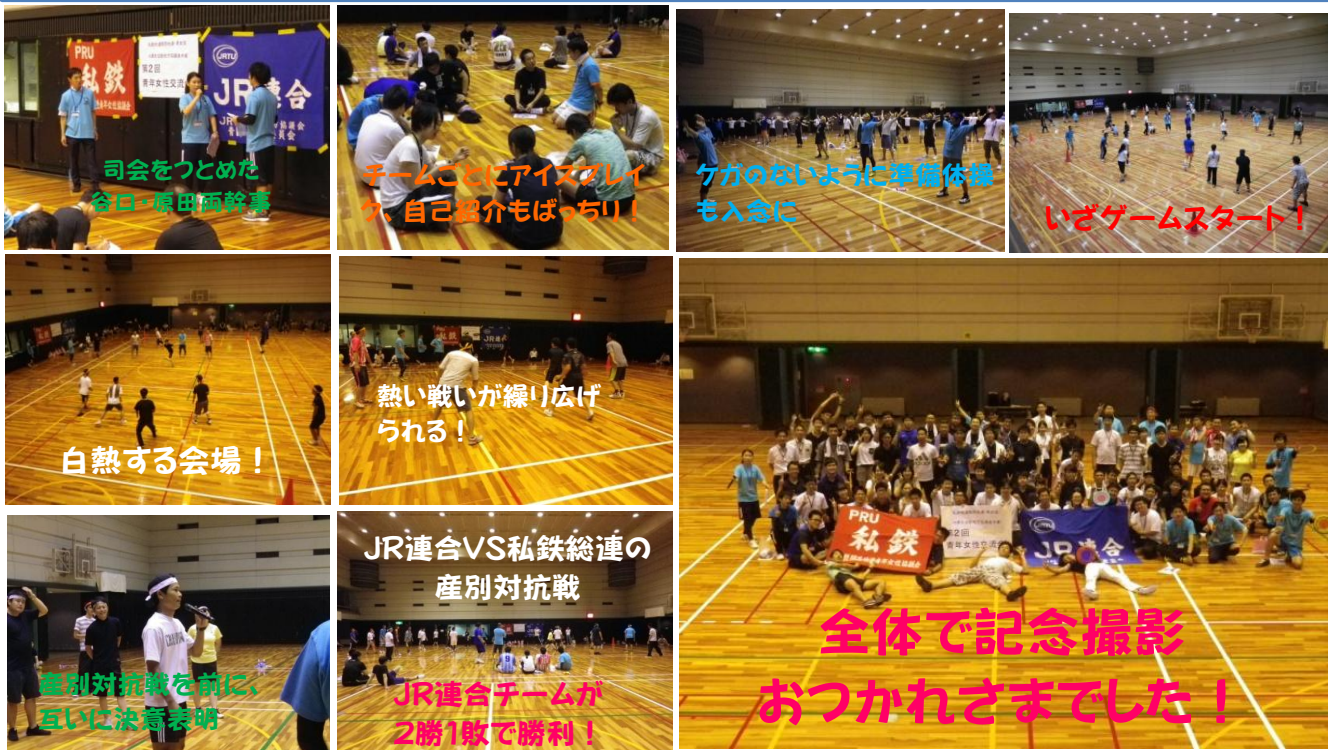 PRU
私鉄
第2回
青年女性交流
JRTU
JR連合
司会をつとめた
谷口・原田両幹事
チームごとにアイスブレイ
ク、自己紹介もばっちり！
ケガのないように準備体操
も入念に
いざゲームスタート！
白熱する会場！
熱い戦いが繰り広げ
られる！
産別対抗戦を前に、
互いに決意表明
JR連合VS私鉄総連の
産別対抗戦
JR連合チームが
2勝1敗で勝利！
PRU
私鉄
第2回
青年女性交流
JRTU
JR連合
全体で記念撮影
おつかれさまでした！